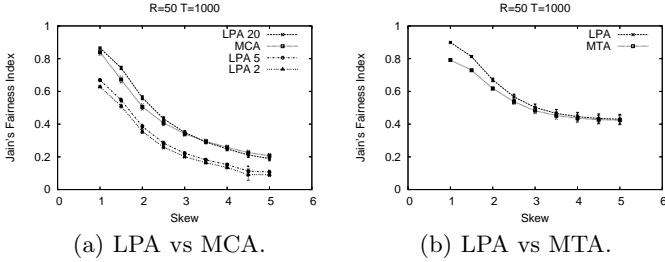 R=50 T=1000
Jain's Fairness Index
1
0.8
0.6
0.4
0.2
0
0 1 2 3 4 5 6
Skew
LPA 20
MCA
LPA 5
LPA 2
(a) LPA vs MCA.
R=50 T=1000
Jain's Fairness Index
1
0.8
0.6
0.4
0.2
0
0 1 2 3 4 5 6
Skew
LPA
MTA
(b) LPA vs MTA.